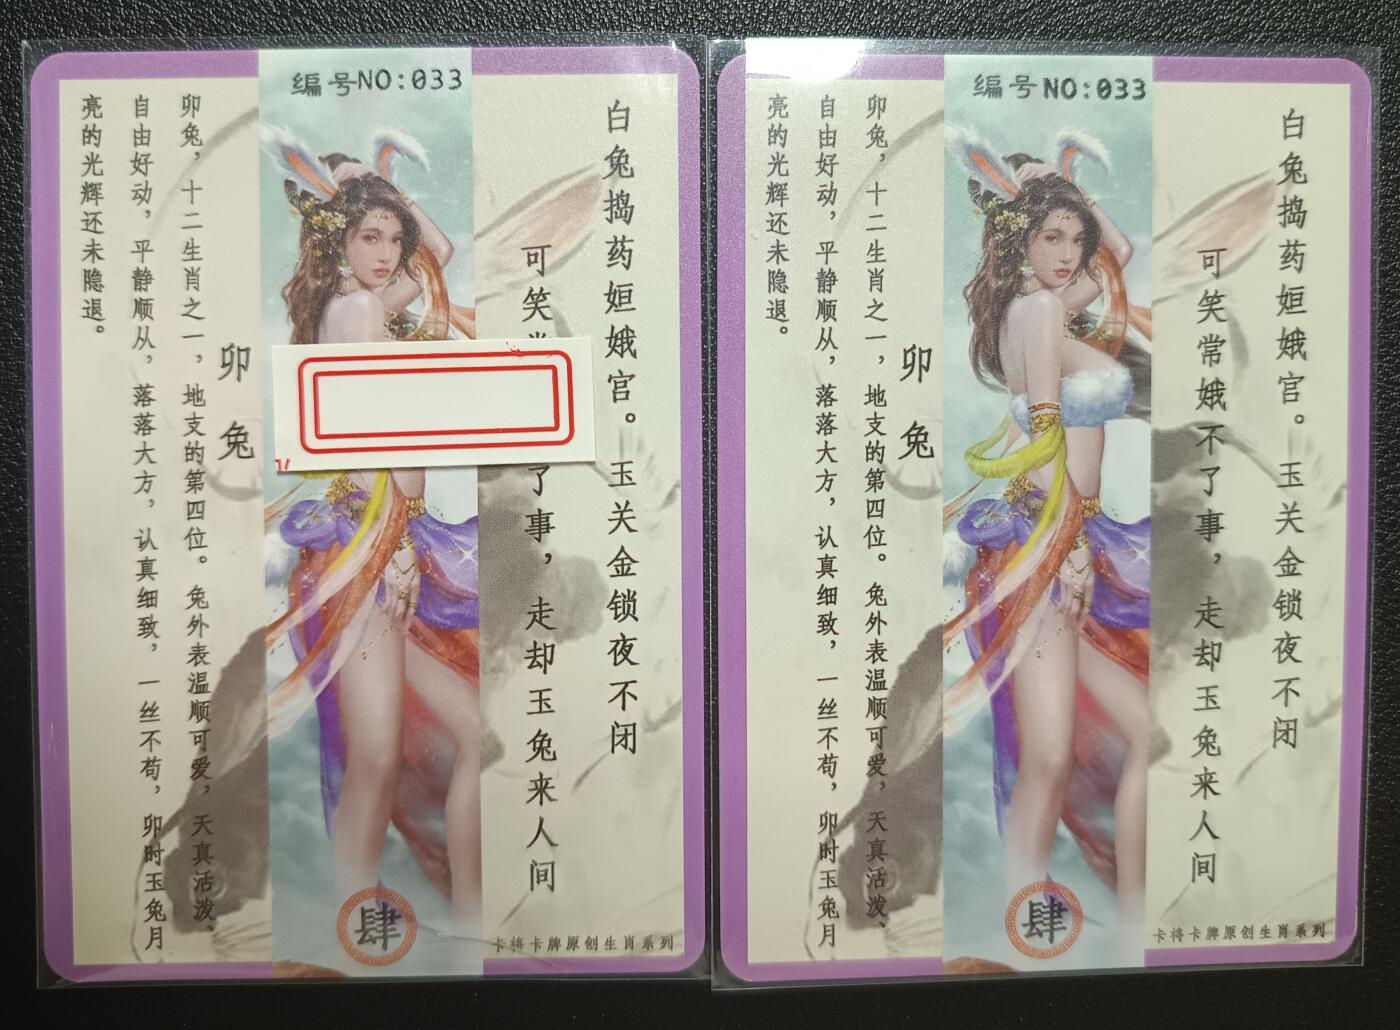 编号NO:033
白兔捣药姮娥宫。玉关金锁夜不闭
可笑
了事，走却玉兔来人间
卯兔
卯兔，十二生肖之一，地支的第四位。兔外表温顺可爱，天真活泼、
自由好动，平静顺从，落落大方，认真细致，一丝不苟，卯时玉兔月
亮的光辉还未隐退。
肆
卡将卡牌原创生肖系列
编号NO:033
白兔捣药姮娥宫。玉关金锁夜不闭
可笑常娥不了事，走却玉兔来人间
卯兔
卯兔，十二生肖之一，地支的第四位。兔外表温顺可爱，天真活泼、
自由好动，平静顺从，落落大方，认真细致，一丝不苟，卯时玉兔月
亮的光辉还未隐退。
肆
卡将卡牌原创生肖系列